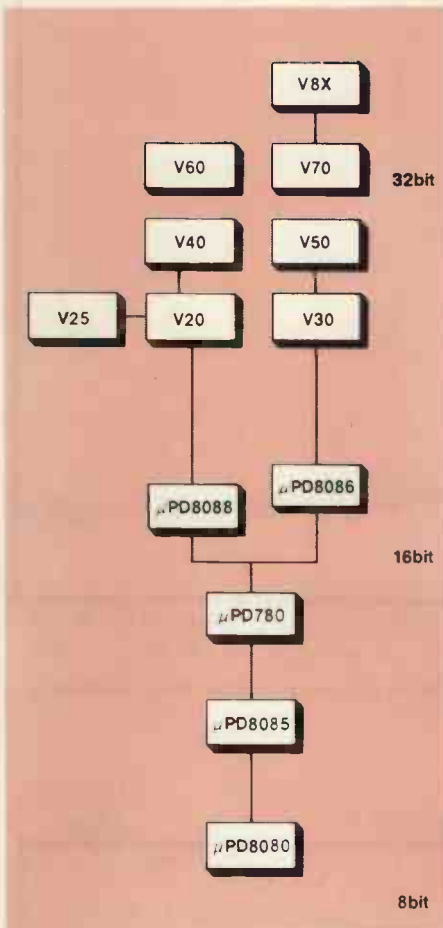 V8X
V60 V70
32bit
V40 V50
V25 V20 V30
μPD8086
μPD8088
16bit
μPD780
μPD8085
μPD8080
8bit